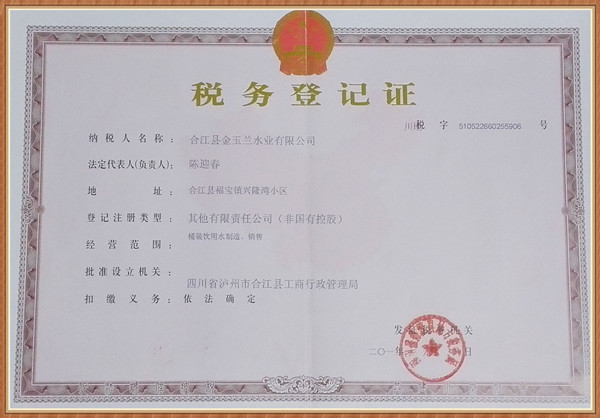 税务登记证
川税 字 510522660255906 号
纳税人名称： 合江县金玉兰水业有限公司
法定代表人(负责人)： 陈迎春
地 址： 合江县福宝镇兴隆湾小区
登记注册类型： 其他有限责任公司（非国有控股）
经营范围： 桶装饮用水制造、销售
批准设立机关： 四川省泸州市合江县工商行政管理局
扣缴义务： 依法确定
发 机关
二〇一 年 日